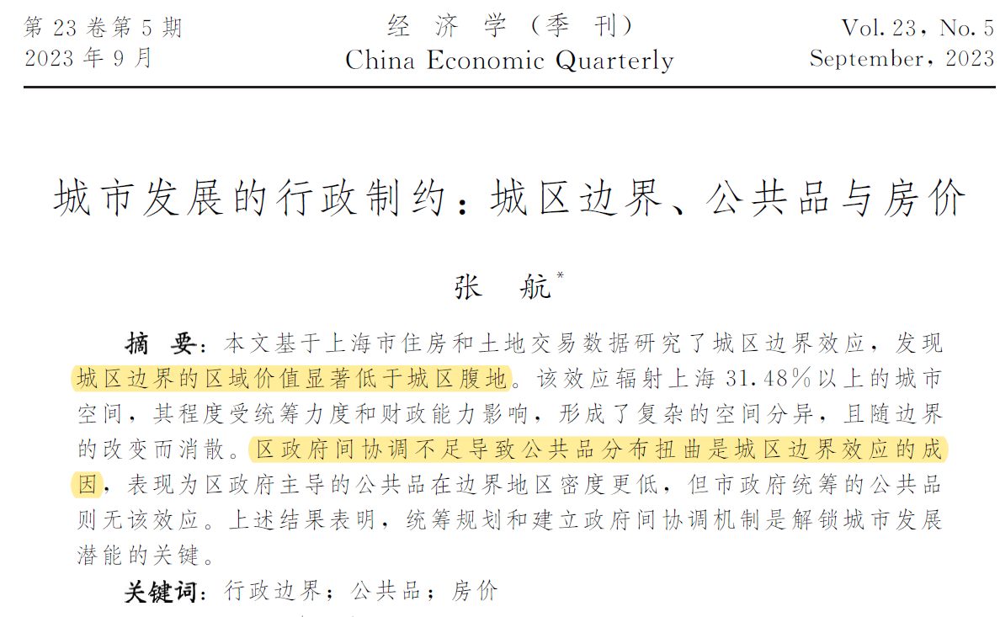 第 23 卷第 5 期 经 济 学（季 刊） Vol. 23, No. 5
2023 年 9 月 China Economic Quarterly September, 2023
城市发展的行政制约：城区边界、公共品与房价
张 航*
摘 要：本文基于上海市住房和土地交易数据研究了城区边界效应，发现
城区边界的区域价值显著低于城区腹地。该效应辐射上海 31.48%以上的城市
空间，其程度受统筹力度和财政能力影响，形成了复杂的空间分异，且随边界
的改变而消散。区政府间协调不足导致公共品分布扭曲是城区边界效应的成
因，表现为区政府主导的公共品在边界地区密度更低，但市政府统筹的公共品
则无该效应。上述结果表明，统筹规划和建立政府间协调机制是解锁城市发展
潜能的关键。
关键词：行政边界；公共品；房价